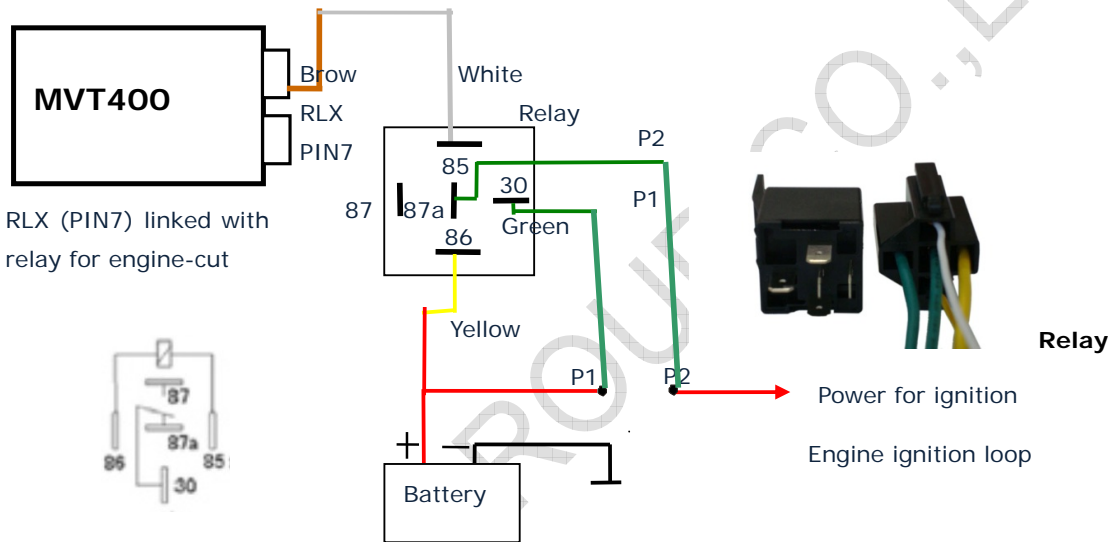 MVT400
Brow
RLX
PIN7
White
Relay
P2
P1
85
30
87
87a
Green
86
RLX (PIN7) linked with
relay for engine-cut
Yellow
P1
P2
Relay
Power for ignition
Engine ignition loop
+
−
Battery
87
87a
86
85
30
CO.,L
ROUP